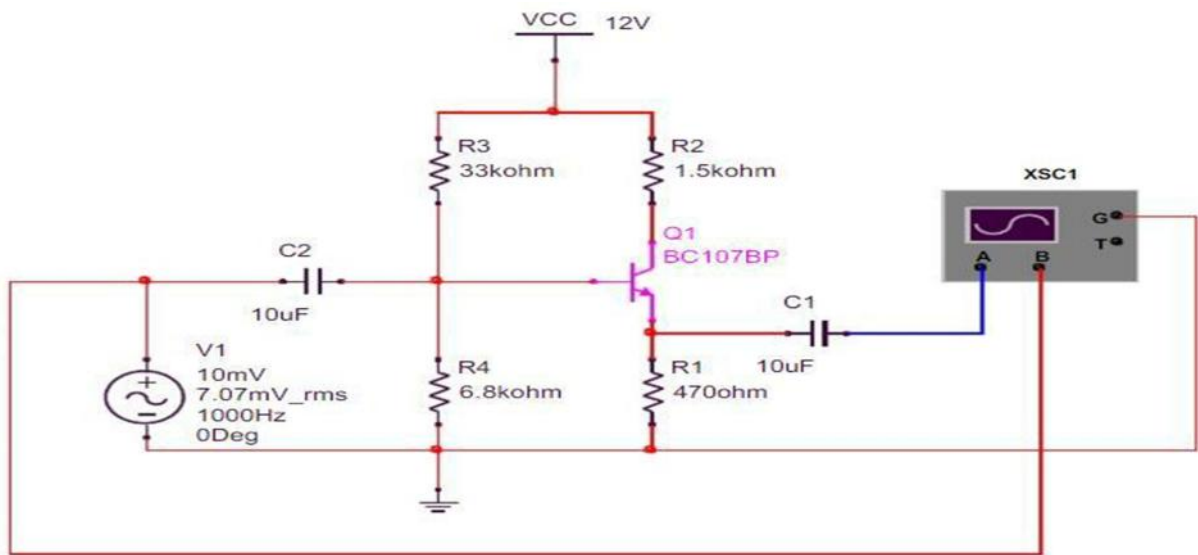 VCC 12V
R3
33kohm
R2
1.5kohm
XSC1
G
T
A B
Q1
BC107BP
C2
10uF
C1
10uF
V1
10mV
7.07mV_rms
1000Hz
0Deg
R4
6.8kohm
R1
470ohm